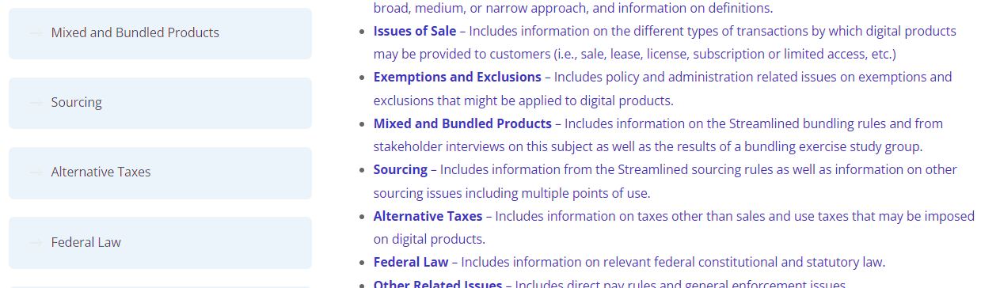 Mixed and Bundled Products
Sourcing
Alternative Taxes
Federal Law
broad, medium, or narrow approach, and information on definitions.
Issues of Sale – Includes information on the different types of transactions by which digital products
may be provided to customers (i.e., sale, lease, license, subscription or limited access, etc.)
Exemptions and Exclusions – Includes policy and administration related issues on exemptions and
exclusions that might be applied to digital products.
Mixed and Bundled Products – Includes information on the Streamlined bundling rules and from
stakeholder interviews on this subject as well as the results of a bundling exercise study group.
Sourcing – Includes information from the Streamlined sourcing rules as well as information on other
sourcing issues including multiple points of use.
Alternative Taxes – Includes information on taxes other than sales and use taxes that may be imposed
on digital products.
Federal Law – Includes information on relevant federal constitutional and statutory law.
Other Related Issues – Includes direct pay rules and general enforcement issues.